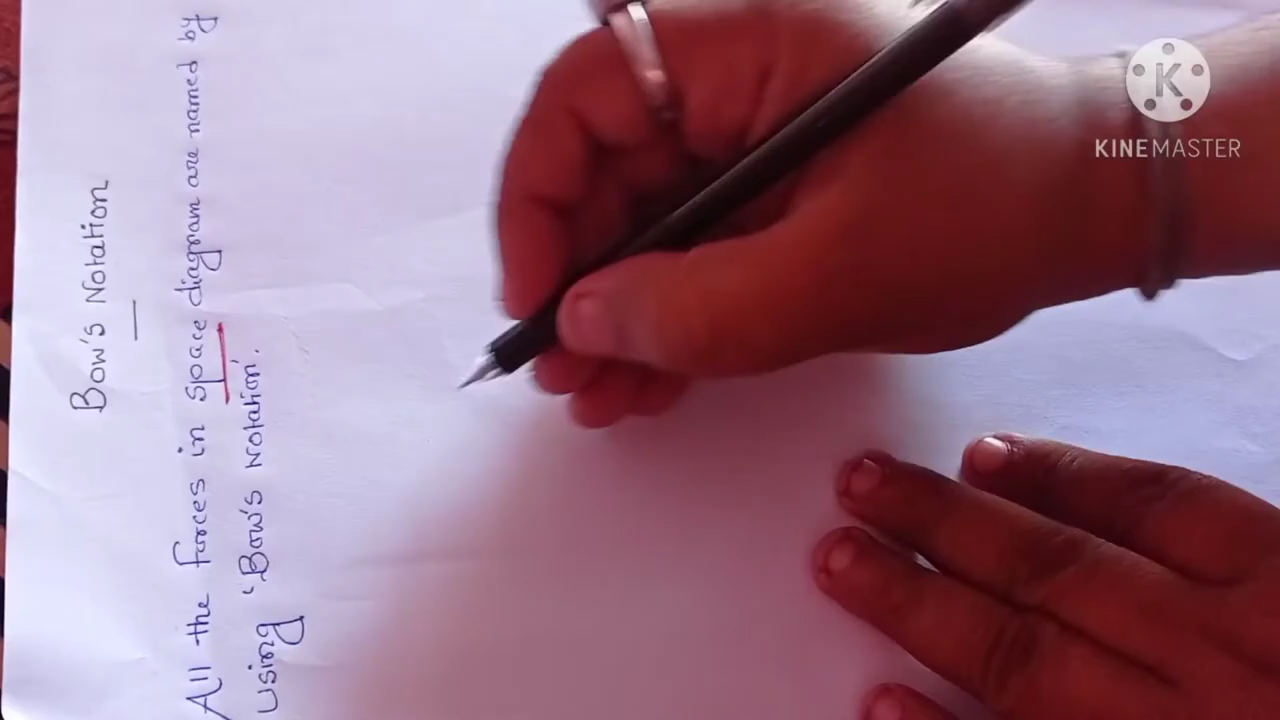 Bow's Notation
All the forces in space diagram are named by
using 'Bow's Notation'.
KINEMASTER